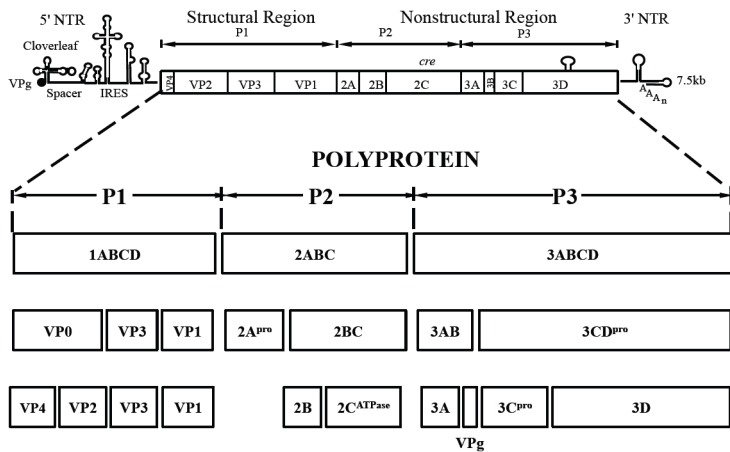 5' NTR
Structural Region
Nonstructural Region
3' NTR
Cloverleaf
P1
P2
P3
cre
VPg
Spacer
IRES
VP4
VP2
VP3
VP1
2A
2B
2C
3A
3B
3C
3D
AAAn
7.5kb
POLYPROTEIN
P1
P2
P3
1ABCD
2ABC
3ABCD
VP0
VP3
VP1
2Apro
2BC
3AB
3CDpro
VP4
VP2
VP3
VP1
2B
2CATPase
3A
3Cpro
3D
VPg